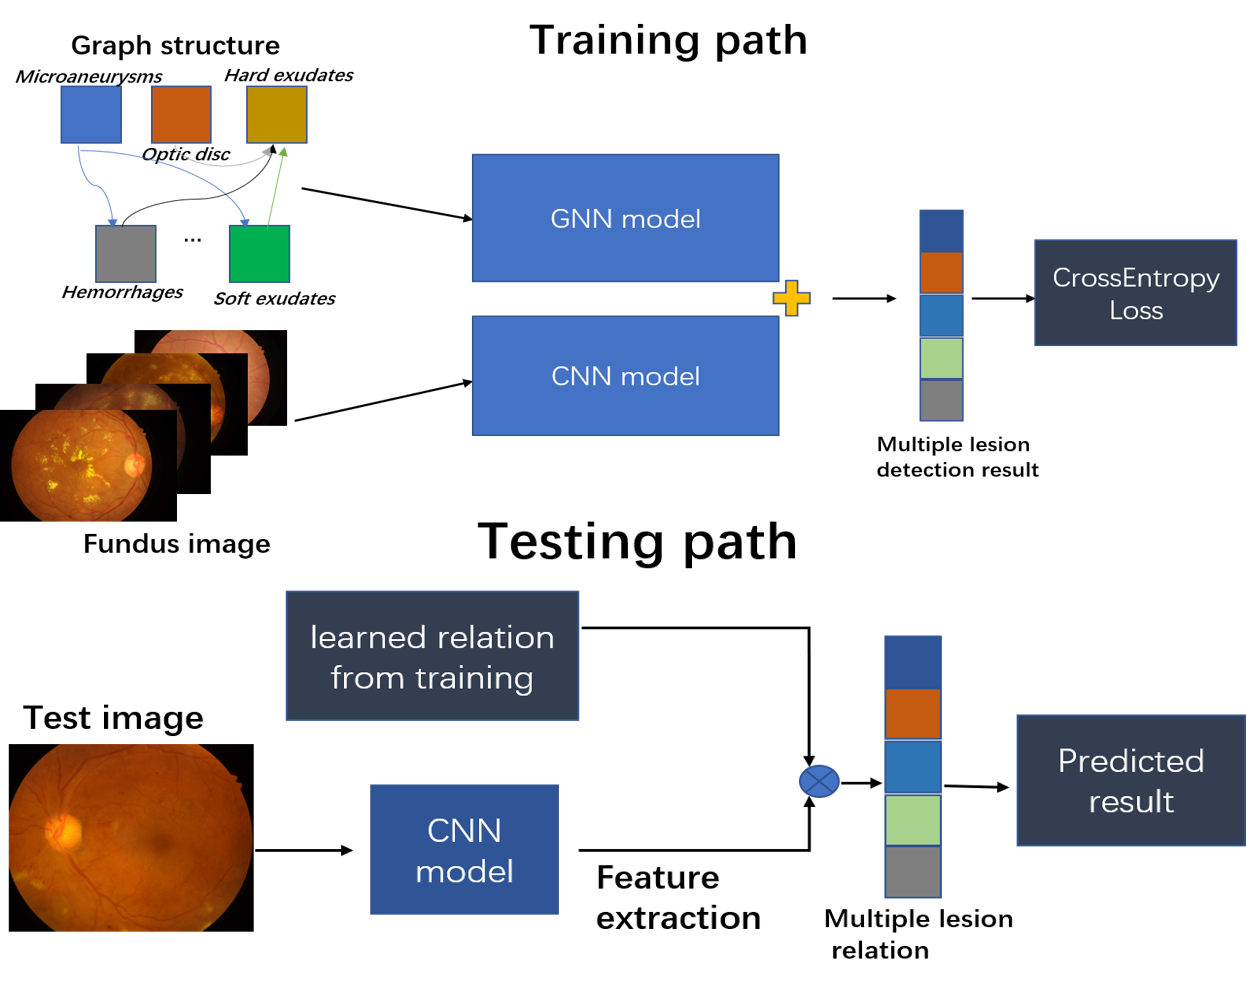 Training path
Graph structure
Microaneurysms
Hard exudates
Optic disc
...
Hemorrhages
Soft exudates
GNN model
CNN model
CrossEntropy
Loss
Multiple lesion
detection result
Fundus image
Testing path
learned relation
from training
Test image
CNN
model
Feature
extraction
Multiple lesion
relation
Predicted
result